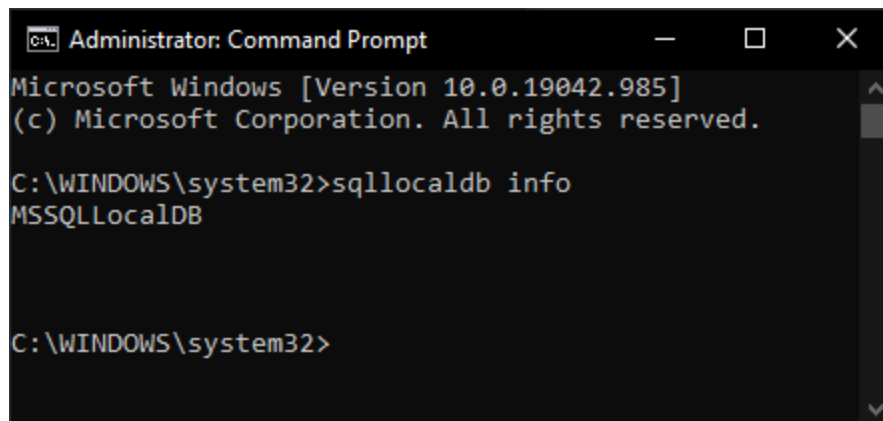 Administrator: Command Prompt
Microsoft Windows [Version 10.0.19042.985]
(c) Microsoft Corporation. All rights reserved.
C:\WINDOWS\system32>sqllocaldb info
MSSQLLocalDB
C:\WINDOWS\system32>